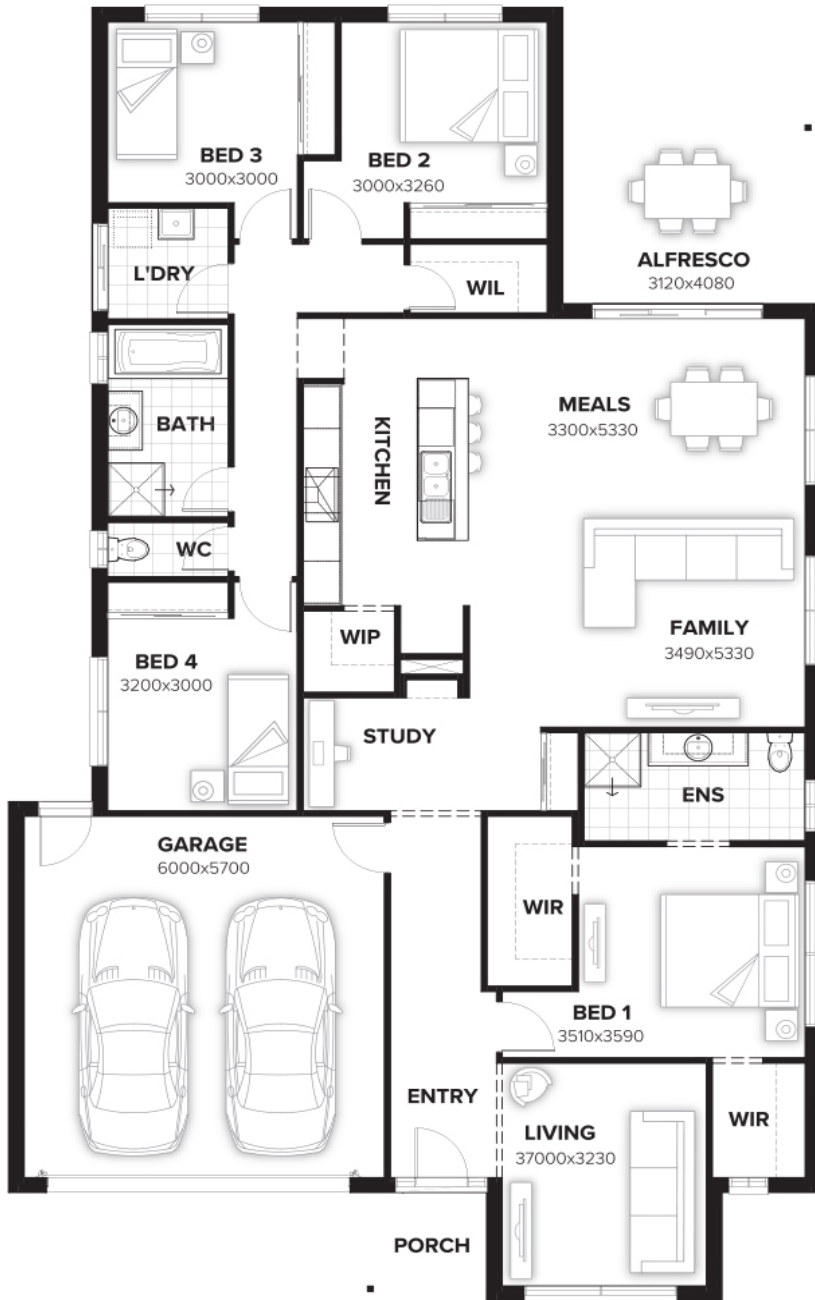 BED 3
3000x3000
BED 2
3000x3260
ALFRESCO
3120x4080
L'DRY
WIL
MEALS
3300x5330
KITCHEN
BATH
WC
FAMILY
3490x5330
WIP
BED 4
3200x3000
STUDY
ENS
GARAGE
6000x5700
WIR
BED 1
3510x3590
ENTRY
LIVING
37000x3230
WIR
PORCH